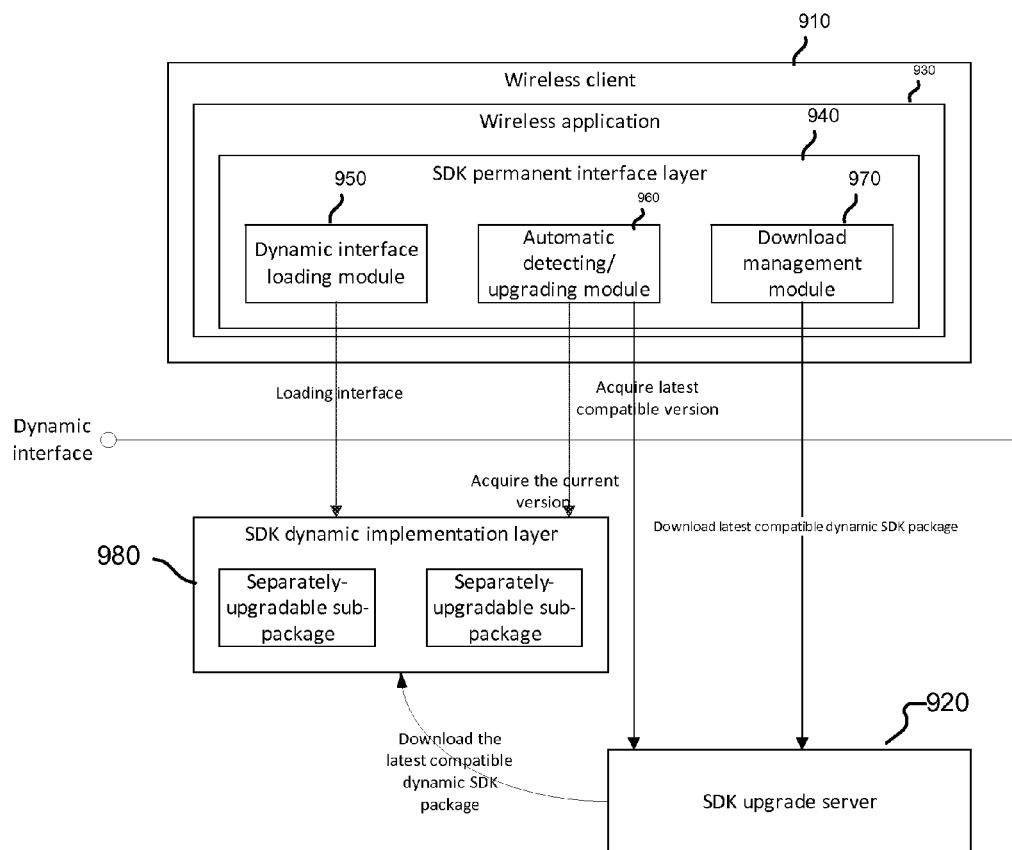 910
Wireless client
930
Wireless application
940
SDK permanent interface layer
950
960
970
Dynamic interface
loading module
Automatic
detecting/
upgrading module
Download
management
module
Loading interface
Acquire latest
compatible version
Dynamic
interface
Acquire the current
version
Download latest compatible dynamic SDK package
SDK dynamic implementation layer
980
Separately-
upgradable sub-
package
Separately-
upgradable sub-
package
920
Download the
latest compatible
dynamic SDK
package
SDK upgrade server